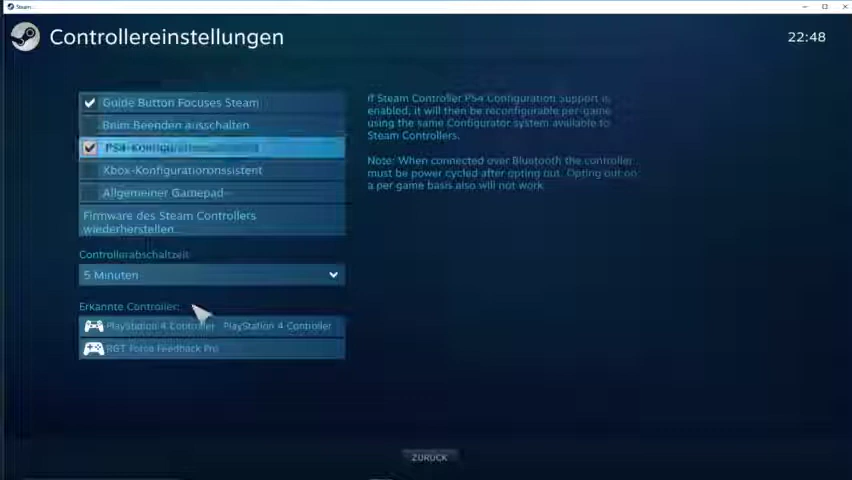 Steam
Controllereinstellungen
22:48
Guide Button Focuses Steam
Beim Beenden ausschalten
Xbox-Konfigurationonssistent
Allgemeiner Gamepad-
Firmware des Steam Controllers
wiederherstellen...
If Steam Controller PS4 Configuration Support is
enabled, it will then be reconfigurable per-game
using the same Configurator system available to
Steam Controllers.
Note: When connected over Bluetooth the controller
must be power cycled after opting out. Opting out on
a per game basis also will not work.
Controllerabschaltzeit
5 Minuten
Erkannte Controller:
PlayStation 4 Controller PlayStation 4 Controller
RGT Force Feedback Pro
ZURÜCK